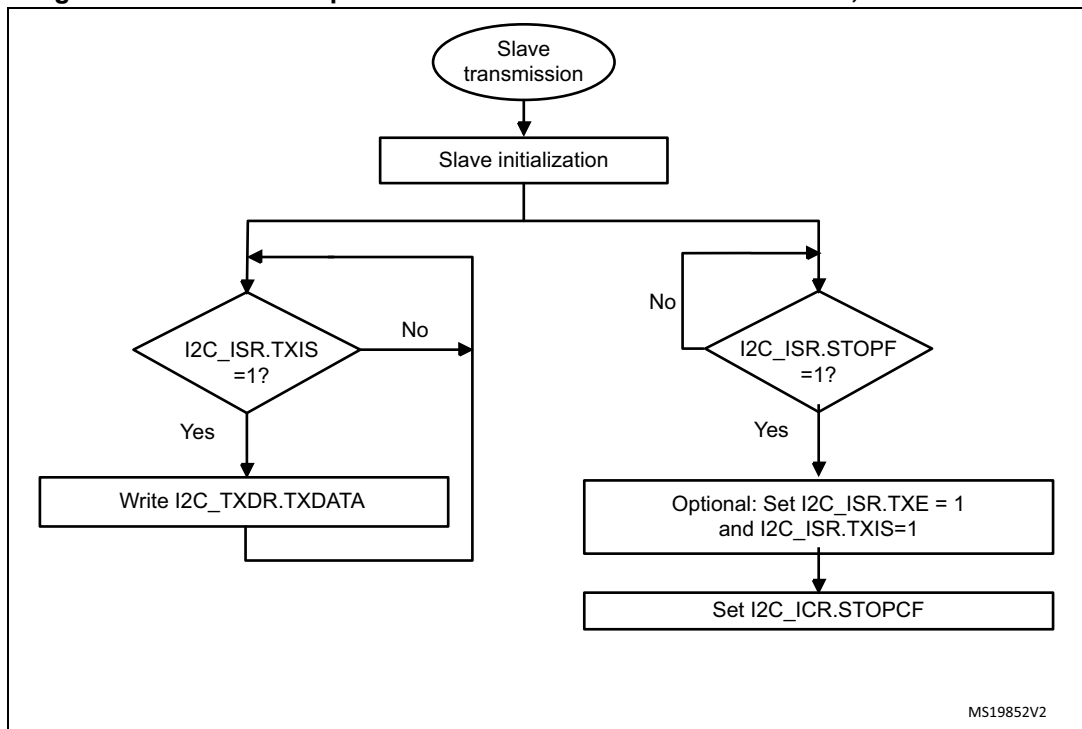 Slave
transmission
Slave initialization
No
I2C_ISR.TXIS
=1?
Yes
Write I2C_TXDR.TXDATA
No
I2C_ISR.STOPF
=1?
Yes
Optional: Set I2C_ISR.TXE = 1
and I2C_ISR.TXIS=1
Set I2C_ICR.STOPCF
MS19852V2